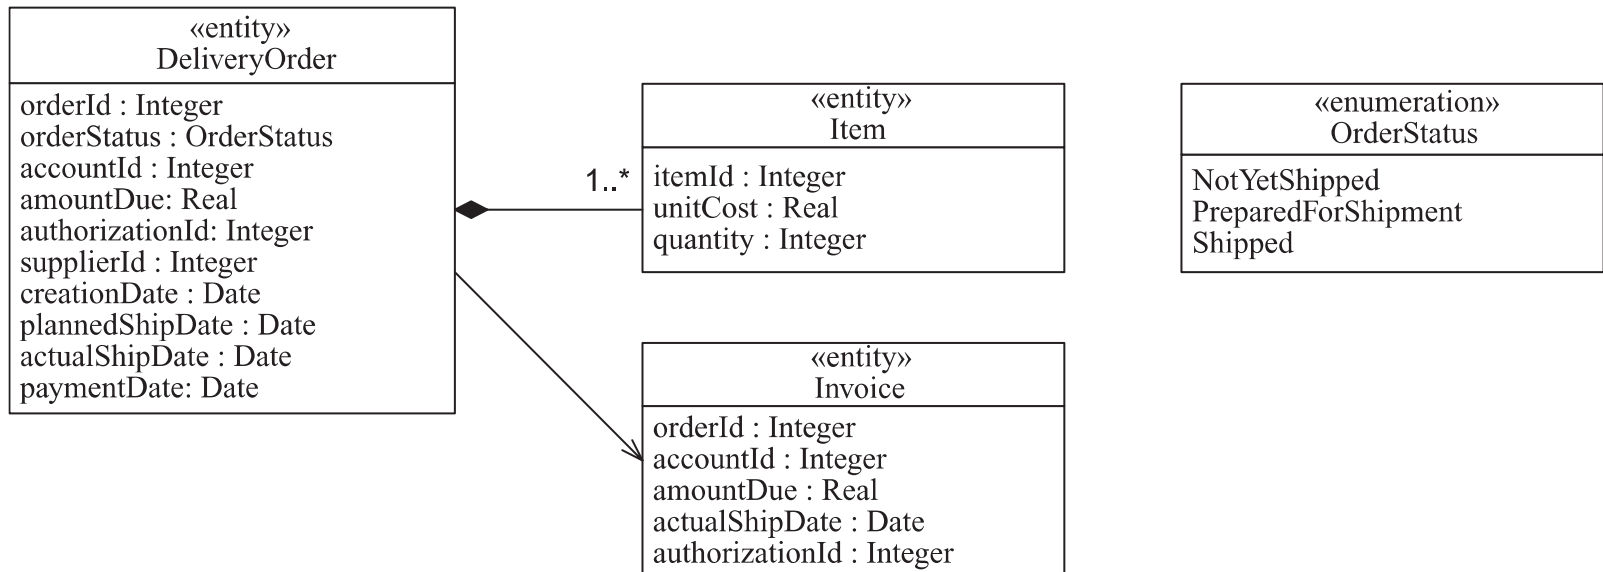 «entity»
DeliveryOrder
orderId : Integer
orderStatus : OrderStatus
accountId : Integer
amountDue: Real
authorizationId: Integer
supplierId : Integer
creationDate : Date
plannedShipDate : Date
actualShipDate : Date
paymentDate: Date
1..*
«entity»
Item
itemId : Integer
unitCost : Real
quantity : Integer
«enumeration»
OrderStatus
NotYetShipped
PreparedForShipment
Shipped
«entity»
Invoice
orderId : Integer
accountId : Integer
amountDue : Real
actualShipDate : Date
authorizationId : Integer